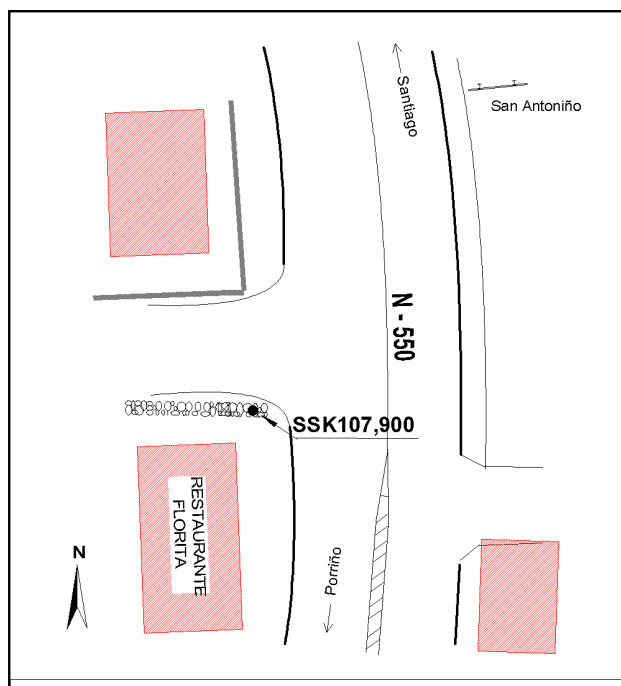 Santiago
San Antoniño
N - 550
SSK107,900
RESTAURANTE
FLORITA
N
Porriño